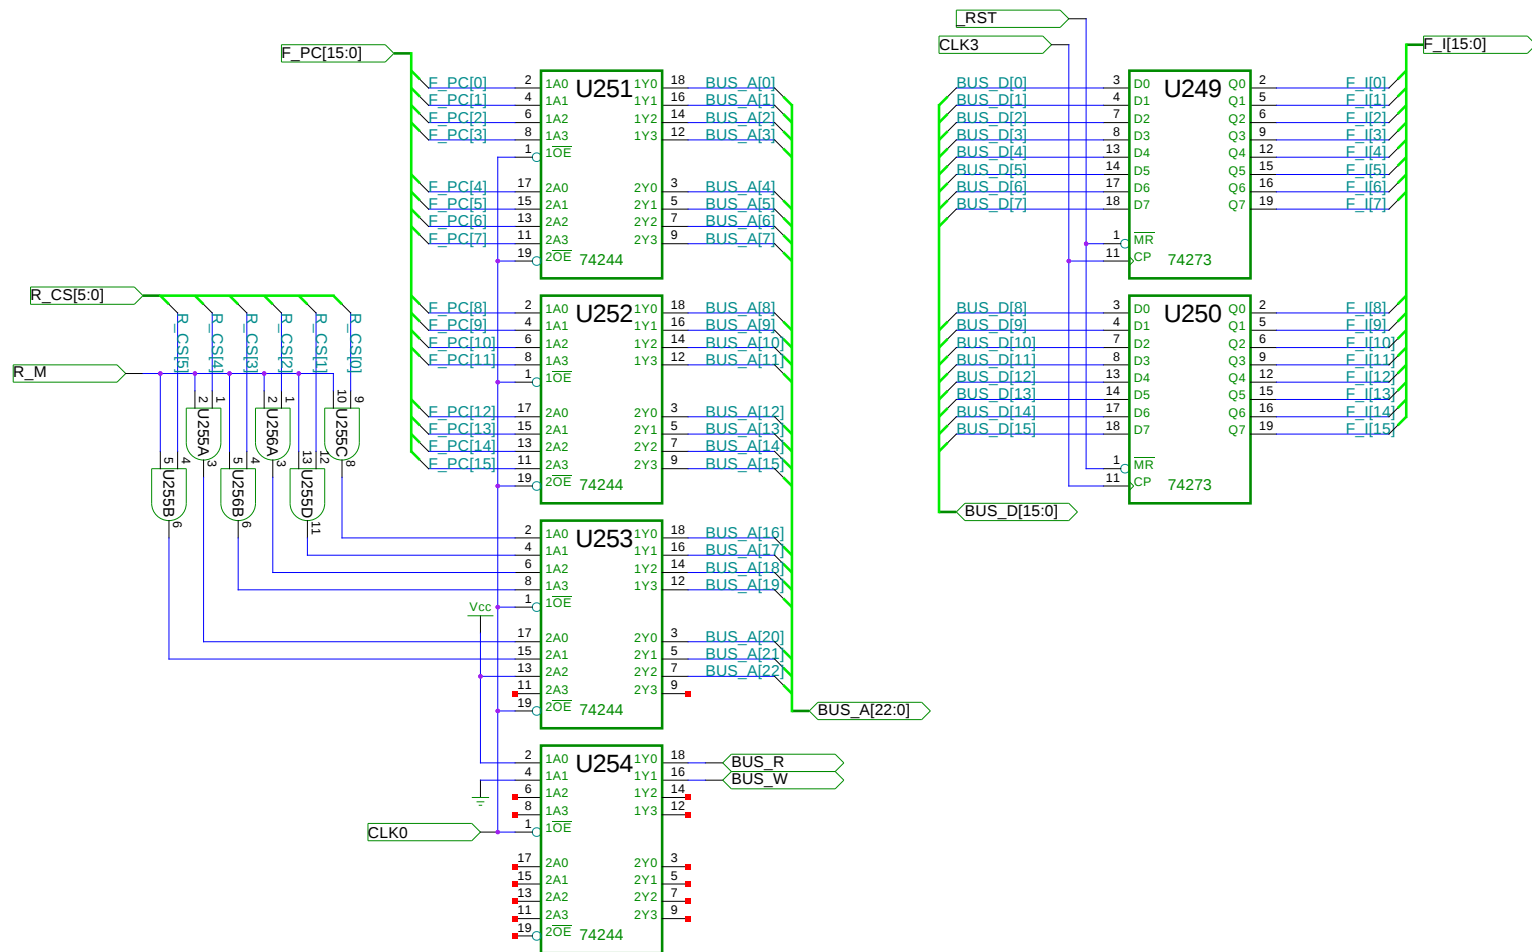 _RST
CLK3
F_PC[15:0]
F_I[15:0]
U251
F_PC[0] 2 1A0 1Y0 18 BUS_A[0]
F_PC[1] 4 1A1 1Y1 16 BUS_A[1]
F_PC[2] 6 1A2 1Y2 14 BUS_A[2]
F_PC[3] 8 1A3 1Y3 12 BUS_A[3]
1 1OE
F_PC[4] 17 2A0 2Y0 3 BUS_A[4]
F_PC[5] 15 2A1 2Y1 5 BUS_A[5]
F_PC[6] 13 2A2 2Y2 7 BUS_A[6]
F_PC[7] 11 2A3 2Y3 9 BUS_A[7]
19 2OE 74244
U249
BUS_D[0] 3 D0 Q0 2 F_I[0]
BUS_D[1] 4 D1 Q1 5 F_I[1]
BUS_D[2] 7 D2 Q2 6 F_I[2]
BUS_D[3] 8 D3 Q3 9 F_I[3]
BUS_D[4] 13 D4 Q4 12 F_I[4]
BUS_D[5] 14 D5 Q5 15 F_I[5]
BUS_D[6] 17 D6 Q6 16 F_I[6]
BUS_D[7] 18 D7 Q7 19 F_I[7]
1 MR
11 CP 74273
R_CS[5:0]
R_CS[5] R_CS[4] R_CS[3] R_CS[2] R_CS[1] R_CS[0]
R_M
2 1 U255A 3
2 1 U256A 3
10 9 U255C 8
5 4 U255B 6
5 4 U256B 6
13 12 U255D 11
U252
F_PC[8] 2 1A0 1Y0 18 BUS_A[8]
F_PC[9] 4 1A1 1Y1 16 BUS_A[9]
F_PC[10] 6 1A2 1Y2 14 BUS_A[10]
F_PC[11] 8 1A3 1Y3 12 BUS_A[11]
1 1OE
F_PC[12] 17 2A0 2Y0 3 BUS_A[12]
F_PC[13] 15 2A1 2Y1 5 BUS_A[13]
F_PC[14] 13 2A2 2Y2 7 BUS_A[14]
F_PC[15] 11 2A3 2Y3 9 BUS_A[15]
19 2OE 74244
U250
BUS_D[8] 3 D0 Q0 2 F_I[8]
BUS_D[9] 4 D1 Q1 5 F_I[9]
BUS_D[10] 7 D2 Q2 6 F_I[10]
BUS_D[11] 8 D3 Q3 9 F_I[11]
BUS_D[12] 13 D4 Q4 12 F_I[12]
BUS_D[13] 14 D5 Q5 15 F_I[13]
BUS_D[14] 17 D6 Q6 16 F_I[14]
BUS_D[15] 18 D7 Q7 19 F_I[15]
1 MR
11 CP 74273
BUS_D[15:0]
U253
2 1A0 1Y0 18 BUS_A[16]
4 1A1 1Y1 16 BUS_A[17]
6 1A2 1Y2 14 BUS_A[18]
8 1A3 1Y3 12 BUS_A[19]
1 1OE
Vcc
17 2A0 2Y0 3 BUS_A[20]
15 2A1 2Y1 5 BUS_A[21]
13 2A2 2Y2 7 BUS_A[22]
11 2A3 2Y3 9
19 2OE 74244
BUS_A[22:0]
U254
2 1A0 1Y0 18 BUS_R
4 1A1 1Y1 16 BUS_W
6 1A2 1Y2 14
8 1A3 1Y3 12
CLK0
1 1OE
17 2A0 2Y0 3
15 2A1 2Y1 5
13 2A2 2Y2 7
11 2A3 2Y3 9
19 2OE 74244